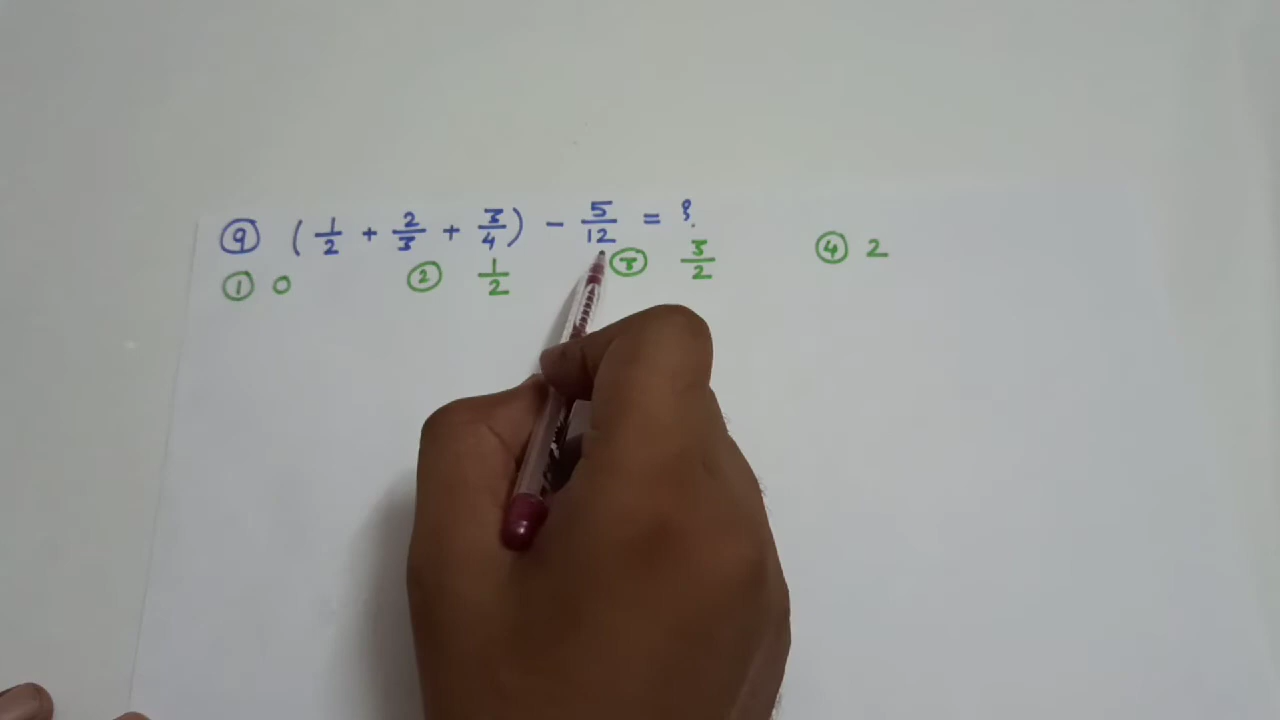 ⑨ (1/2 + 2/3 + 3/4) - 5/12 = ?
① 0 ② 1/2 ③ 3/2 ④ 2